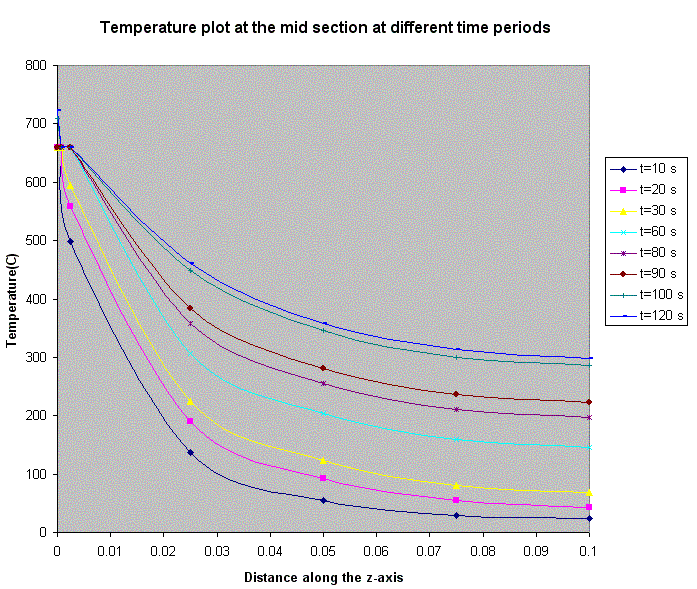 Temperature plot at the mid section at different time periods
800
700
600
500
400
300
200
100
0
Temperature(C)
0 0.01 0.02 0.03 0.04 0.05 0.06 0.07 0.08 0.09 0.1
Distance along the z-axis
t=10 s
t=20 s
t=30 s
t=60 s
t=80 s
t=90 s
t=100 s
t=120 s